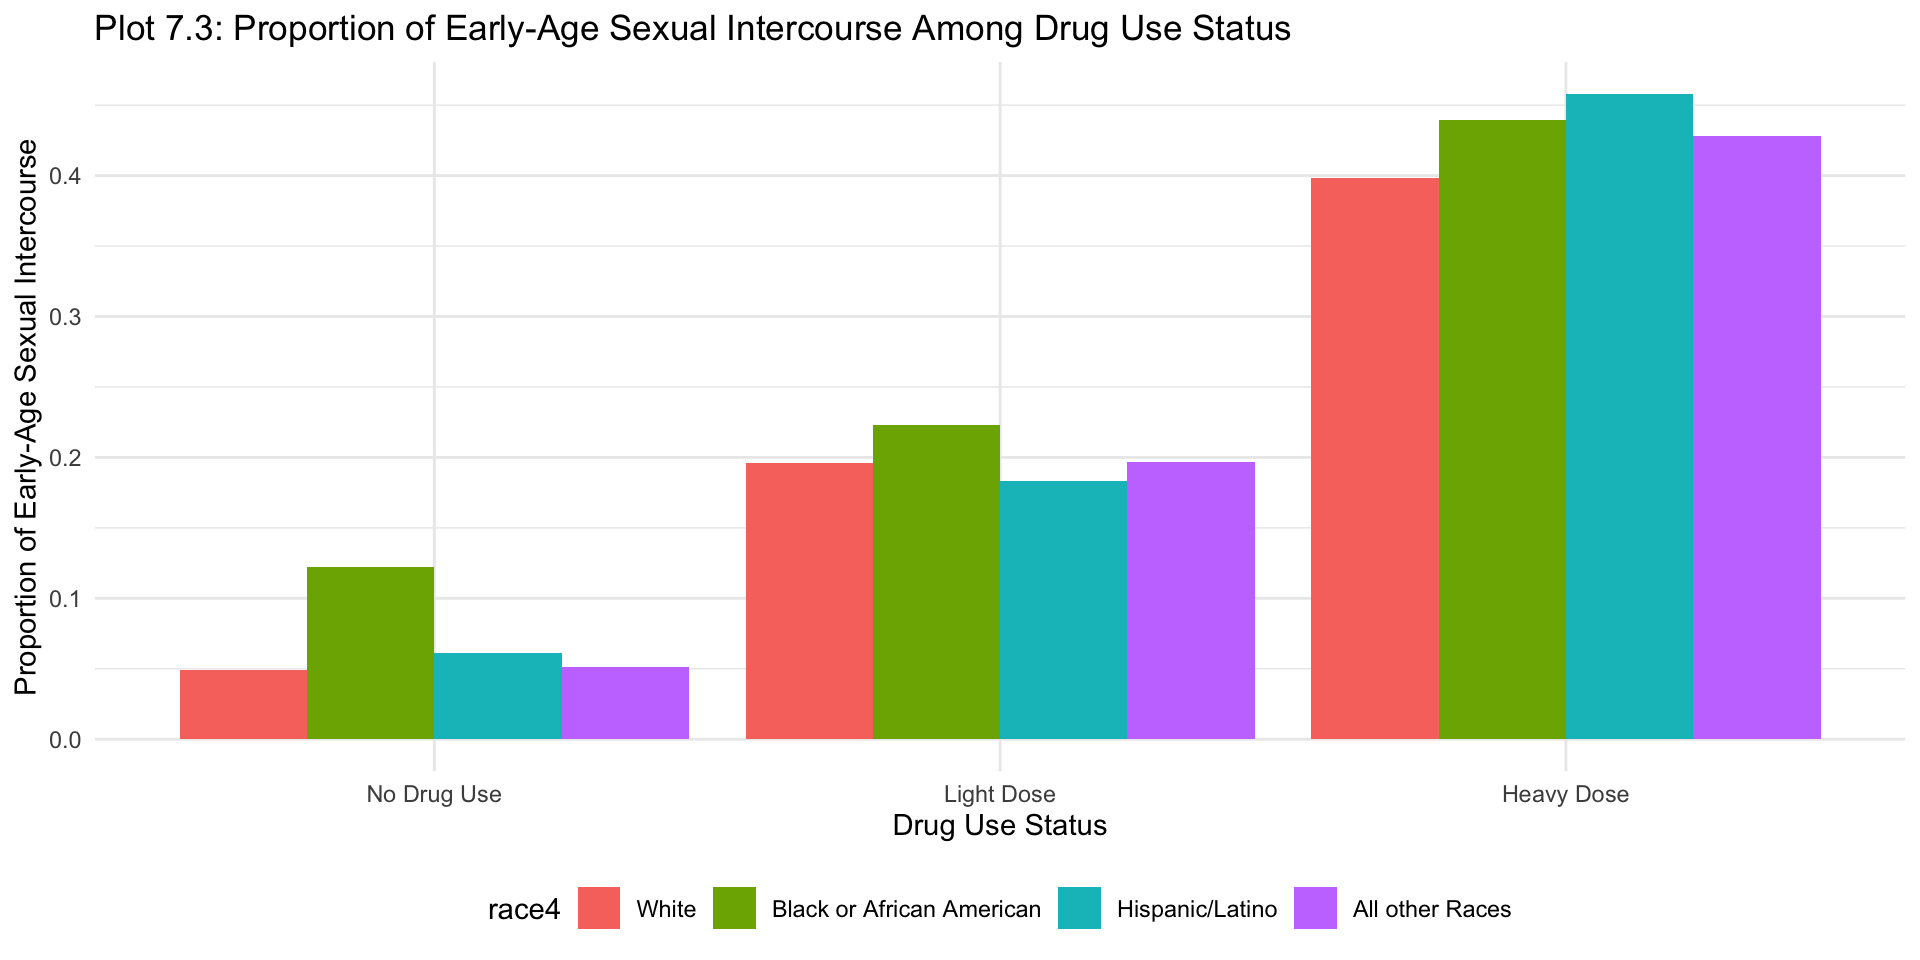 Plot 7.3: Proportion of Early-Age Sexual Intercourse Among Drug Use Status
Proportion of Early-Age Sexual Intercourse
0.4
0.3
0.2
0.1
0.0
No Drug Use
Light Dose
Heavy Dose
Drug Use Status
race4
White
Black or African American
Hispanic/Latino
All other Races